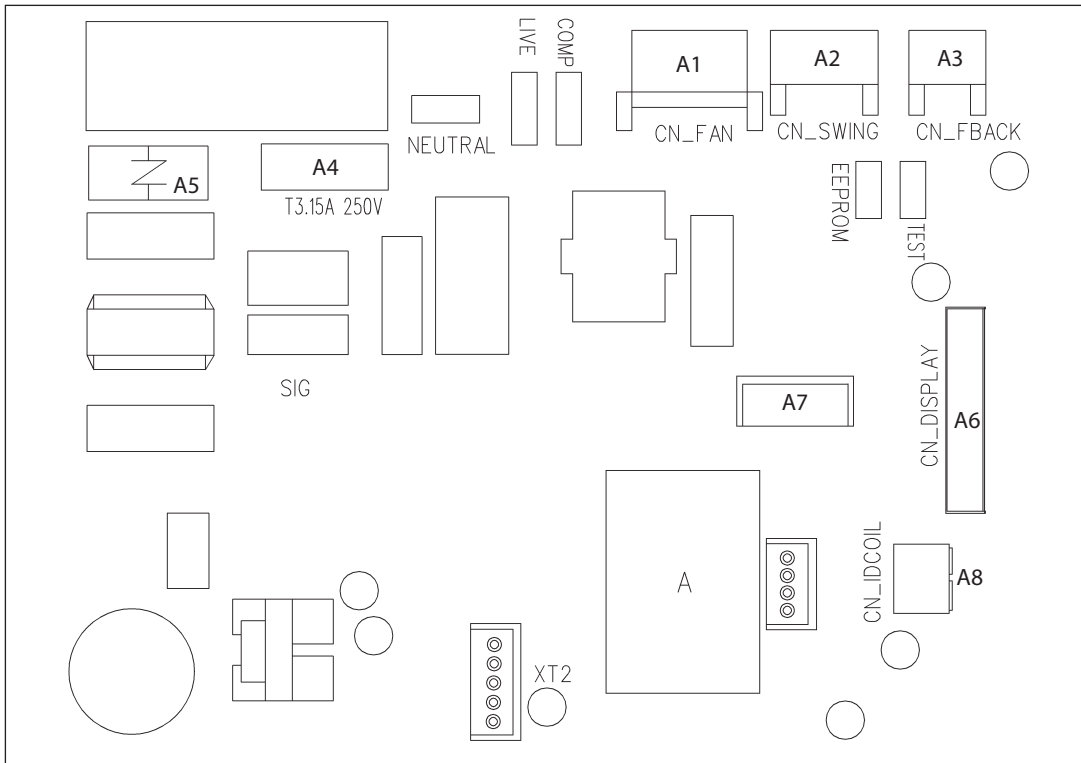 LIVE
COMP
A1
A2
A3
CN_FAN
CN_SWING
CN_FBACK
NEUTRAL
A4
A5
T3.15A 250V
EEPROM
TEST
SIG
CN_DISPLAY
A6
A7
A
CN_IDCOIL
A8
XT2